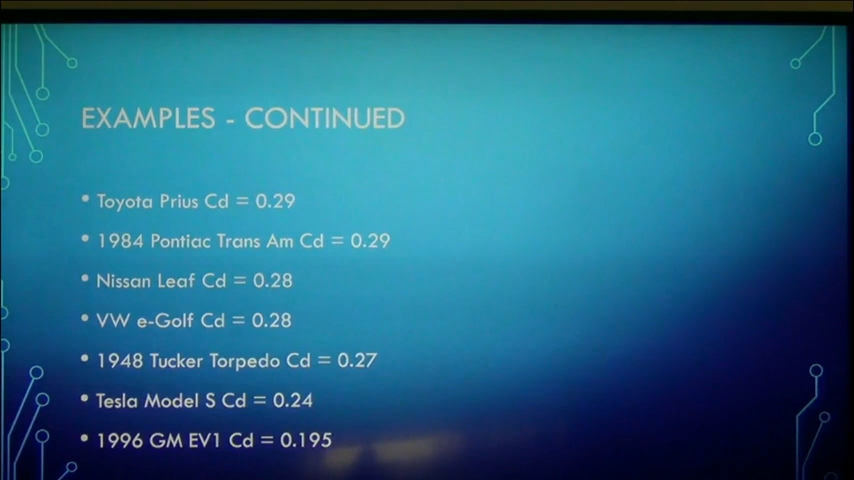 EXAMPLES - CONTINUED
• Toyota Prius Cd = 0.29
• 1984 Pontiac Trans Am Cd = 0.29
• Nissan Leaf Cd = 0.28
• VW e-Golf Cd = 0.28
• 1948 Tucker Torpedo Cd = 0.27
• Tesla Model S Cd = 0.24
• 1996 GM EV1 Cd = 0.195